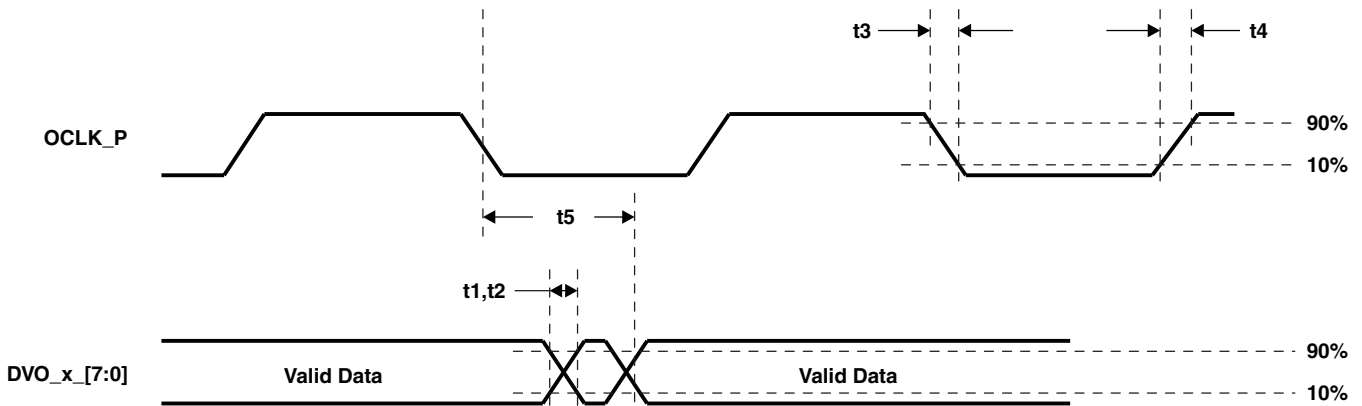 t3
t4
OCLK_P
90%
10%
t5
t1,t2
DVO_x_[7:0]
Valid Data
Valid Data
90%
10%